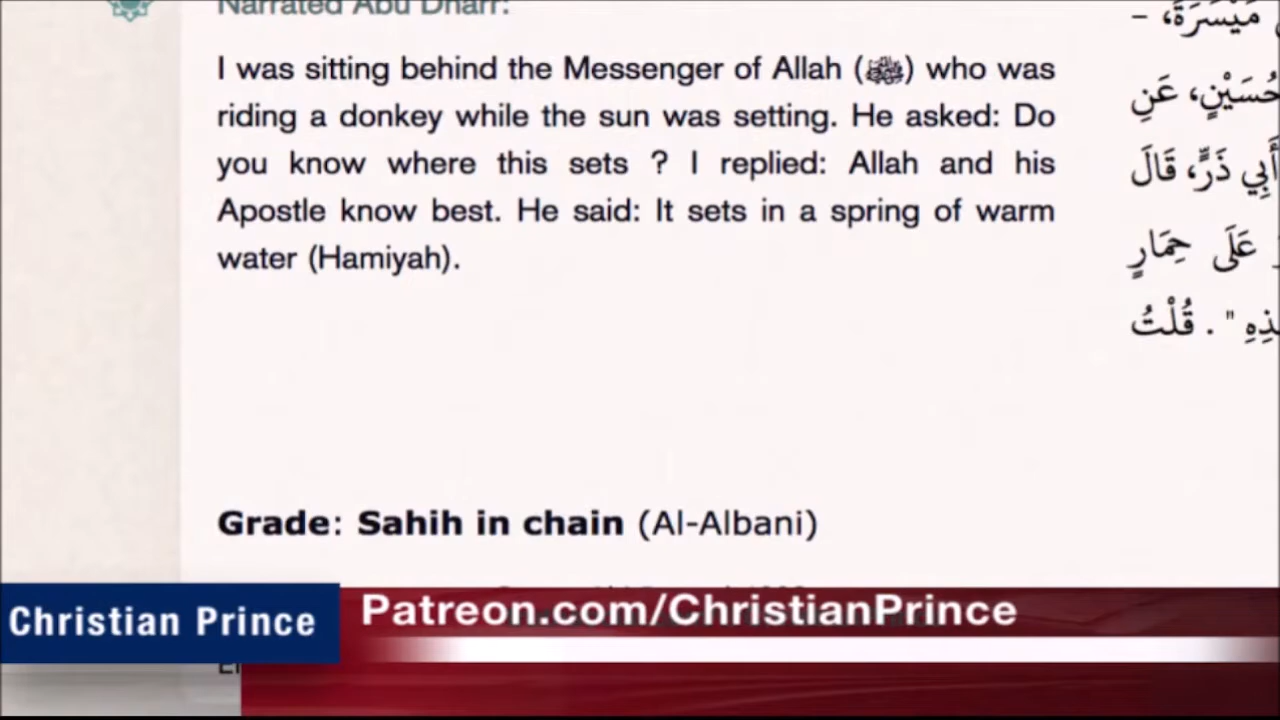 Narrated Abu Dharr:
I was sitting behind the Messenger of Allah (ﷺ) who was
riding a donkey while the sun was setting. He asked: Do
you know where this sets ? I replied: Allah and his
Apostle know best. He said: It sets in a spring of warm
water (Hamiyah).
مَيْسَرَةَ، -
حُسَيْنٍ، عَنِ
أَبِي ذَرٍّ، قَالَ
عَلَى حِمَارٍ
" . قُلْتُ
Grade: Sahih in chain (Al-Albani)
Christian Prince
Patreon.com/ChristianPrince